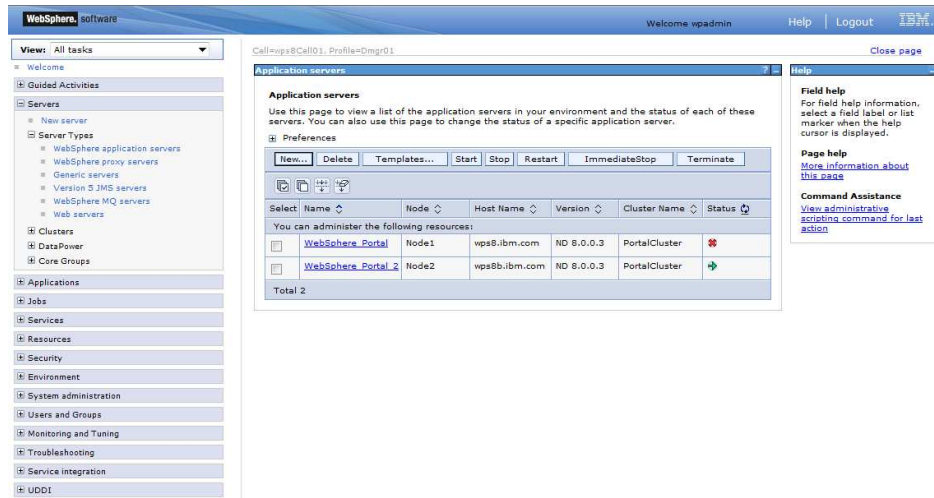 WebSphere. software
Welcome wpadmin
Help | Logout
IBM.
View: All tasks
Welcome
Guided Activities
Servers
New server
Server Types
WebSphere application servers
WebSphere proxy servers
Generic servers
Version 5 JMS servers
WebSphere MQ servers
Web servers
Clusters
DataPower
Core Groups
Applications
Jobs
Services
Resources
Security
Environment
System administration
Users and Groups
Monitoring and Tuning
Troubleshooting
Service integration
UDDI
Cell=wps8Cell01, Profile=Dmgr01
Close page
Application servers
?
Application servers
Use this page to view a list of the application servers in your environment and the status of each of these
servers. You can also use this page to change the status of a specific application server.
Preferences
New... Delete Templates... Start Stop Restart ImmediateStop Terminate
Select Name Node Host Name Version Cluster Name Status
You can administer the following resources:
WebSphere_Portal Node1 wps8.ibm.com ND 8.0.0.3 PortalCluster
WebSphere_Portal_2 Node2 wps8b.ibm.com ND 8.0.0.3 PortalCluster
Total 2
Help
Field help
For field help information,
select a field label or list
marker when the help
cursor is displayed.
Page help
More information about
this page
Command Assistance
View administrative
scripting command for last
action